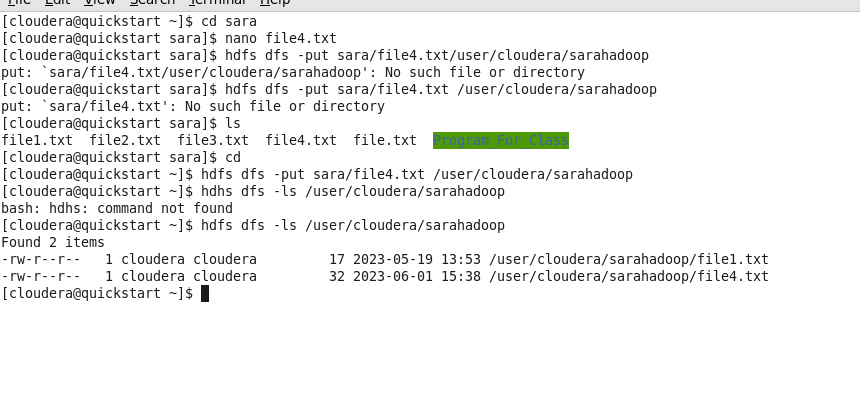 File Edit View Search Terminal Help
[cloudera@quickstart ~]$ cd sara
[cloudera@quickstart sara]$ nano file4.txt
[cloudera@quickstart sara]$ hdfs dfs -put sara/file4.txt/user/cloudera/sarahadoop
put: `sara/file4.txt/user/cloudera/sarahadoop': No such file or directory
[cloudera@quickstart sara]$ hdfs dfs -put sara/file4.txt /user/cloudera/sarahadoop
put: `sara/file4.txt': No such file or directory
[cloudera@quickstart sara]$ ls
file1.txt  file2.txt  file3.txt  file4.txt  file.txt  Program For Class
[cloudera@quickstart sara]$ cd
[cloudera@quickstart ~]$ hdfs dfs -put sara/file4.txt /user/cloudera/sarahadoop
[cloudera@quickstart ~]$ hdhs dfs -ls /user/cloudera/sarahadoop
bash: hdhs: command not found
[cloudera@quickstart ~]$ hdfs dfs -ls /user/cloudera/sarahadoop
Found 2 items
-rw-r--r--   1 cloudera cloudera         17 2023-05-19 13:53 /user/cloudera/sarahadoop/file1.txt
-rw-r--r--   1 cloudera cloudera         32 2023-06-01 15:38 /user/cloudera/sarahadoop/file4.txt
[cloudera@quickstart ~]$